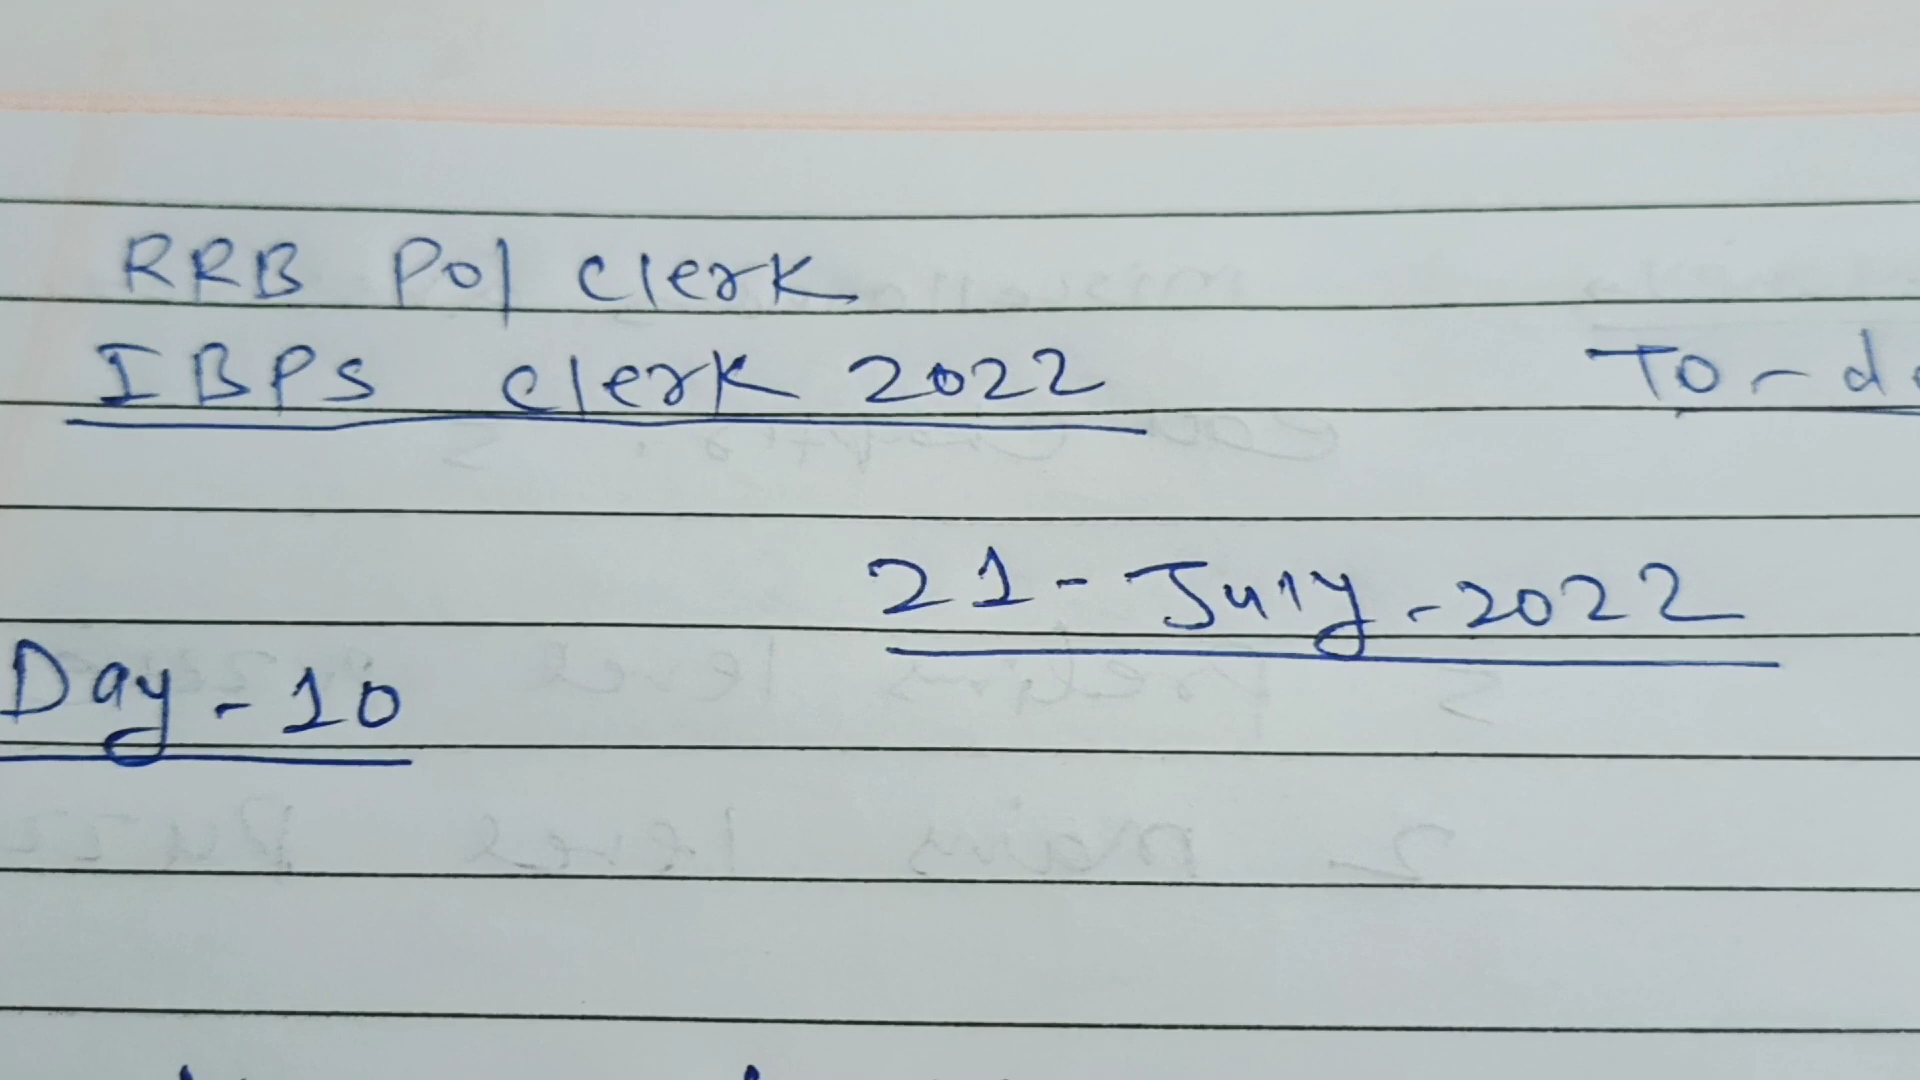 RRB PO/ Clerk
IBPS Clerk 2022
To-d
21-July-2022
Day-10